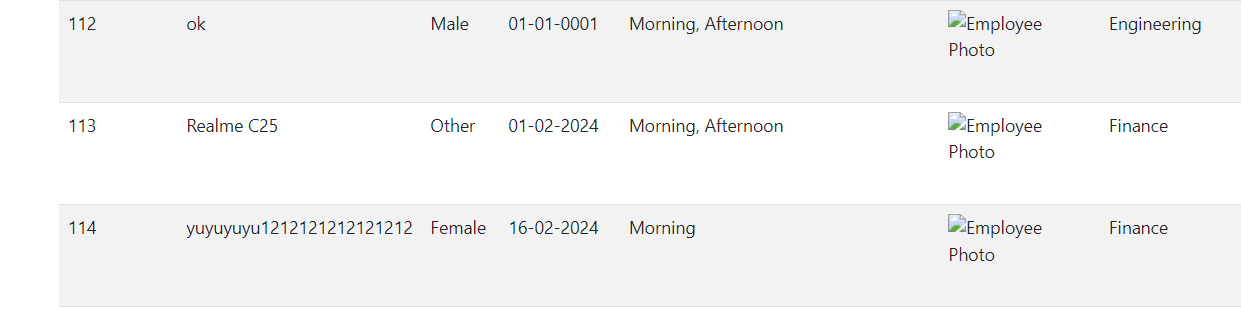 112 ok Male 01-01-0001 Morning, Afternoon Employee Photo Engineering
113 Realme C25 Other 01-02-2024 Morning, Afternoon Employee Photo Finance
114 yuyuyuyu1212121212121212 Female 16-02-2024 Morning Employee Photo Finance